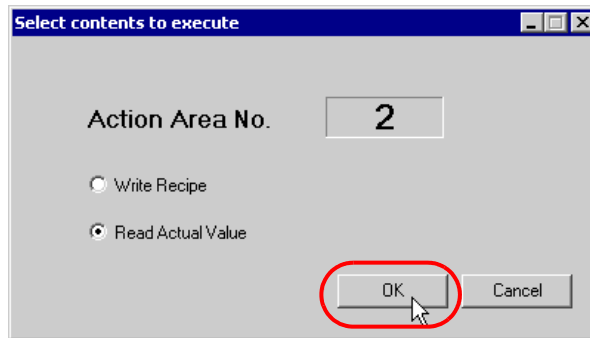 Select contents to execute
Action Area No. 2
Write Recipe
Read Actual Value
OK Cancel